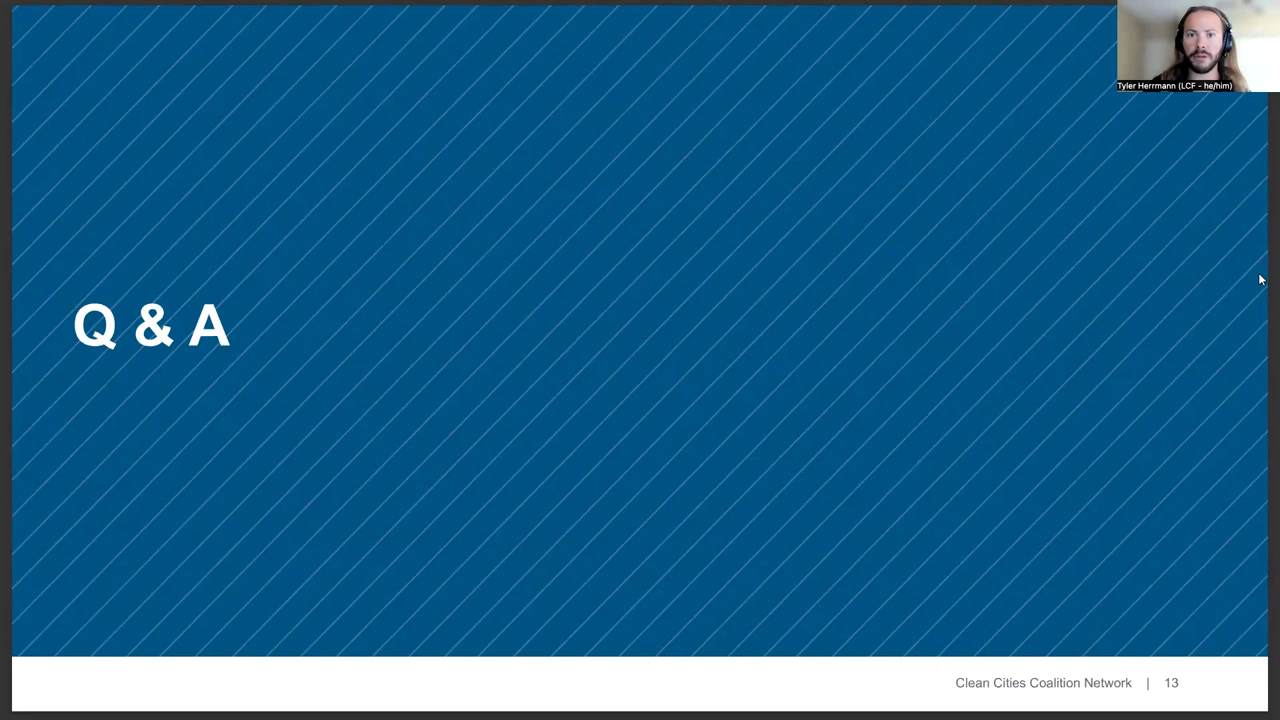 Tyler Herrmann (LCF - he/him)
Q & A
Clean Cities Coalition Network | 13